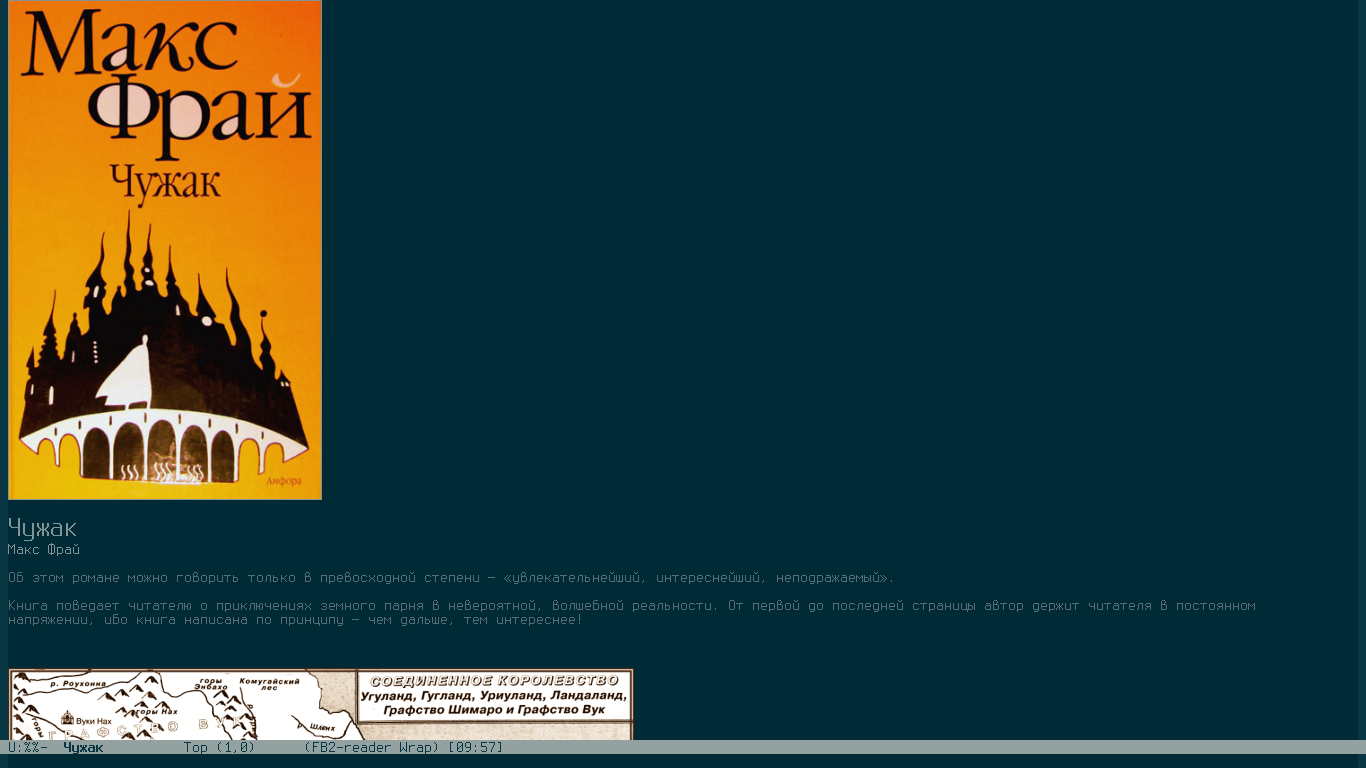 Макс
Фрай
Чужак
Амфора
Чужак
Макс Фрай
Об этом романе можно говорить только в превосходной степени – «увлекательнейший, интереснейший, неподражаемый».
Книга поведает читателю о приключениях земного парня в невероятной, волшебной реальности. От первой до последней страницы автор держит читателя в постоянном
напряжении, ибо книга написана по принципу – чем дальше, тем интереснее!
р. Роухонна
горы
Энбахо
Комугайский
лес
горы Нах
Вуки Нах
ГРАФСТВО ВУК
р. Шленх
СОЕДИНЕННОЕ КОРОЛЕВСТВО
Угуланд, Гугланд, Уриуланд, Ландаланд,
Графство Шимаро и Графство Вук
U:%%-  Чужак          Top (1,0)      (FB2-reader Wrap) [09:57]